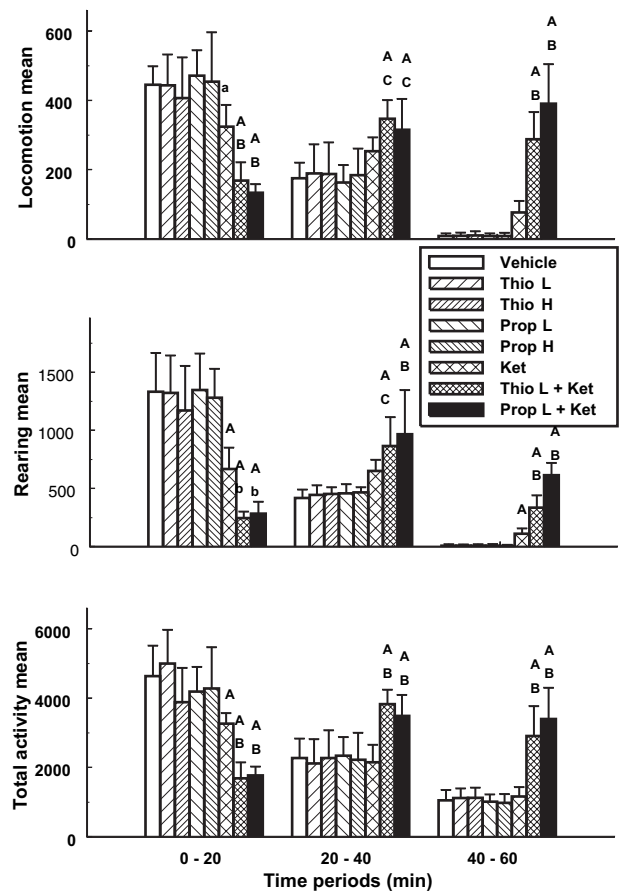 Locomotion mean
600
400
200
0
a
A
B
A
B
A
C
A
C
A
B
A
B
Vehicle
Thio L
Thio H
Prop L
Prop H
Ket
Thio L + Ket
Prop L + Ket
Rearing mean
1500
1000
500
0
A
A
b
A
b
A
C
A
B
A
A
B
A
B
Total activity mean
6000
4000
2000
0
A
A
B
A
B
A
B
A
B
A
B
A
B
0 - 20
20 - 40
40 - 60
Time periods (min)